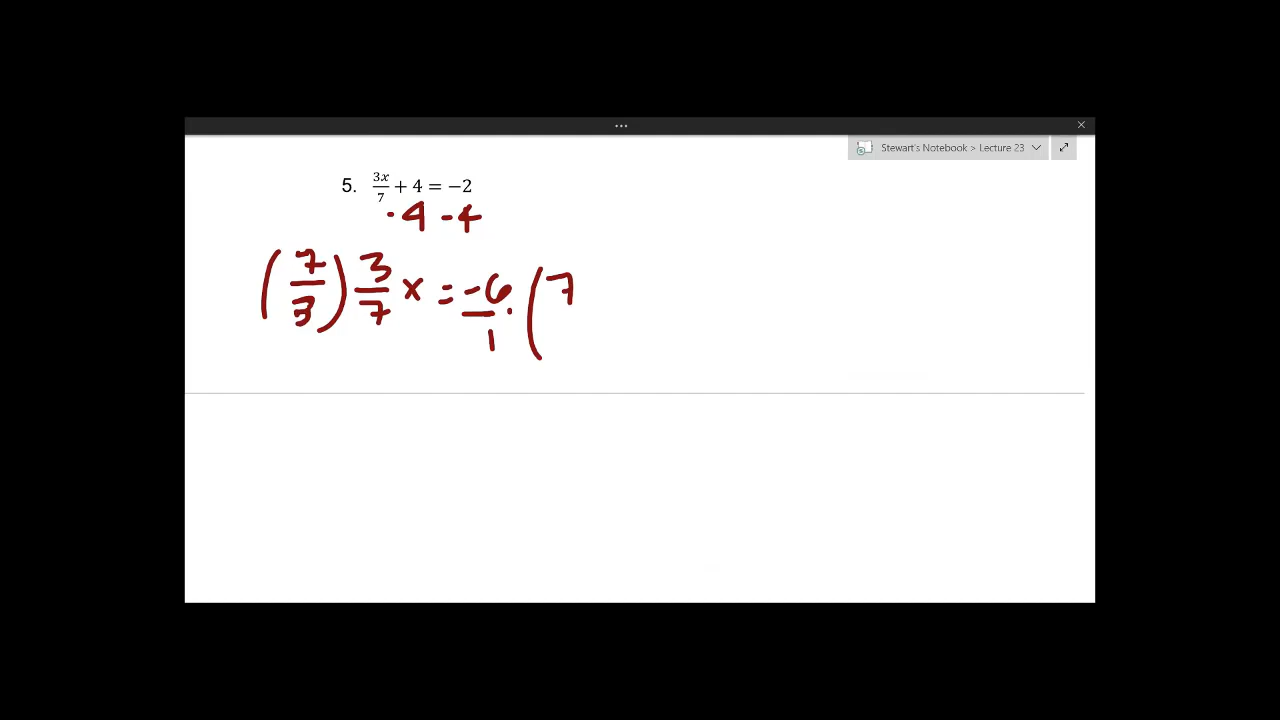 Stewart's Notebook > Lecture 23
5. 3x/7 + 4 = −2
-4 -4
(7/3) 3/7 x = -6/1 · (7